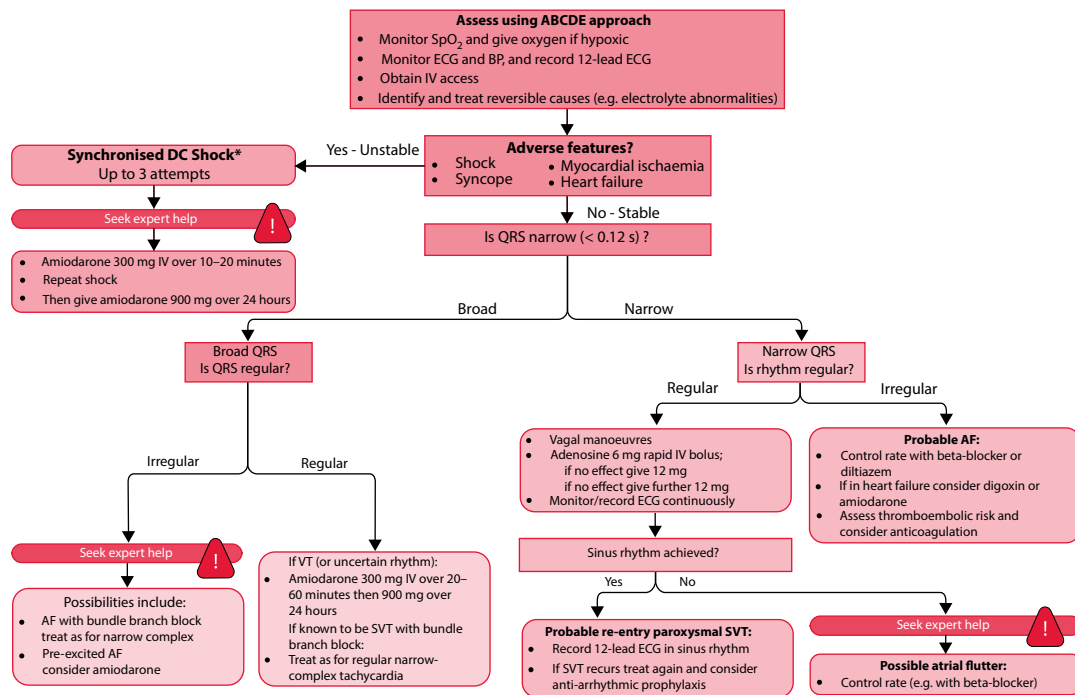 Assess using ABCDE approach
• Monitor SpO₂ and give oxygen if hypoxic
• Monitor ECG and BP, and record 12-lead ECG
• Obtain IV access
• Identify and treat reversible causes (e.g. electrolyte abnormalities)
Yes - Unstable
Adverse features?
• Shock
• Syncope
• Myocardial ischaemia
• Heart failure
Synchronised DC Shock*
Up to 3 attempts
Seek expert help
!
• Amiodarone 300 mg IV over 10–20 minutes
• Repeat shock
• Then give amiodarone 900 mg over 24 hours
No - Stable
Is QRS narrow (< 0.12 s) ?
Broad
Narrow
Broad QRS
Is QRS regular?
Narrow QRS
Is rhythm regular?
Irregular
Regular
Seek expert help
!
Possibilities include:
• AF with bundle branch block
treat as for narrow complex
• Pre-excited AF
consider amiodarone
If VT (or uncertain rhythm):
• Amiodarone 300 mg IV over 20–
60 minutes then 900 mg over
24 hours
If known to be SVT with bundle
branch block:
• Treat as for regular narrow-
complex tachycardia
Regular
Irregular
• Vagal manoeuvres
• Adenosine 6 mg rapid IV bolus;
if no effect give 12 mg
if no effect give further 12 mg
• Monitor/record ECG continuously
Probable AF:
• Control rate with beta-blocker or
diltiazem
• If in heart failure consider digoxin or
amiodarone
• Assess thromboembolic risk and
consider anticoagulation
Sinus rhythm achieved?
Yes
No
Probable re-entry paroxysmal SVT:
• Record 12-lead ECG in sinus rhythm
• If SVT recurs treat again and consider
anti-arrhythmic prophylaxis
Seek expert help
!
Possible atrial flutter:
• Control rate (e.g. with beta-blocker)